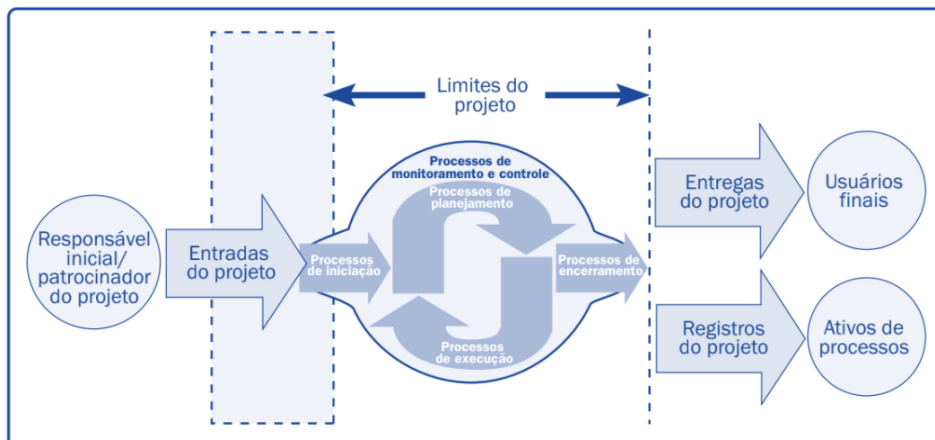 Limites do
projeto
Processos de
monitoramento e controle
Processos de
planejamento
Responsável
inicial/
patrocinador
do projeto
Entradas
do projeto
Processos
de iniciação
Processos de
encerramento
Processos
de execução
Entregas
do projeto
Usuários
finais
Registros
do projeto
Ativos de
processos